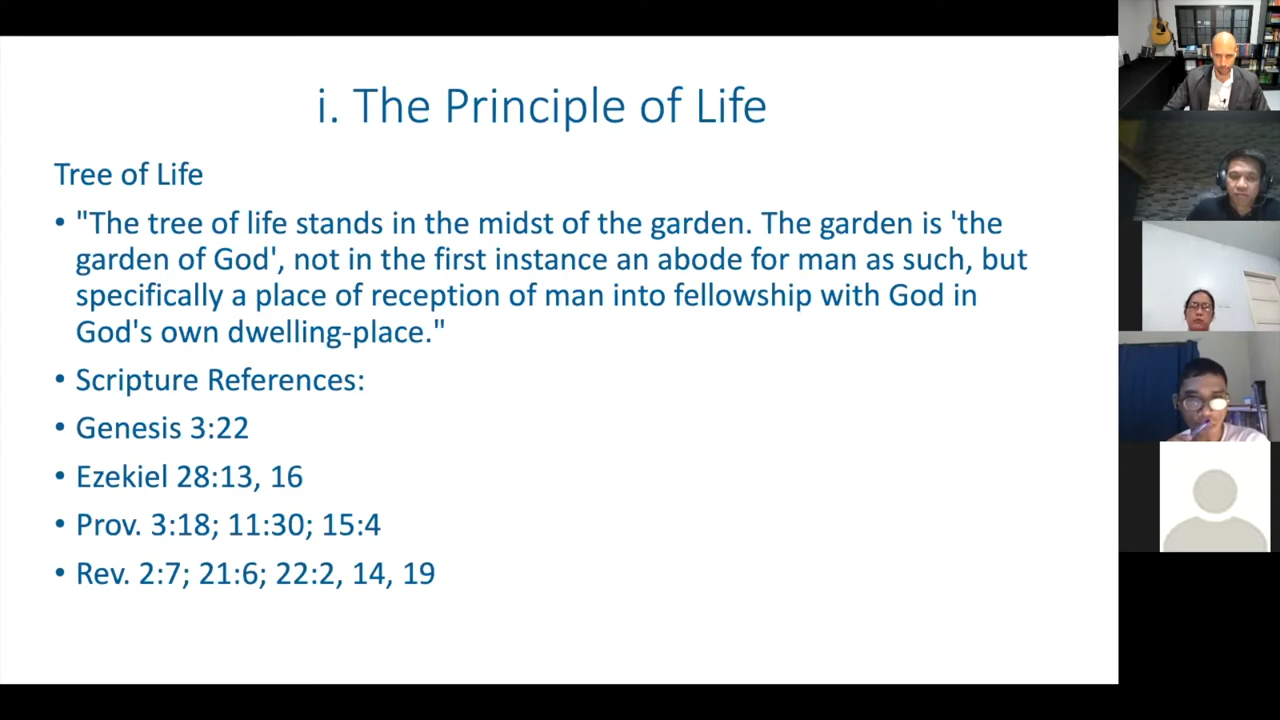 i. The Principle of Life
Tree of Life
• "The tree of life stands in the midst of the garden. The garden is 'the
garden of God', not in the first instance an abode for man as such, but
specifically a place of reception of man into fellowship with God in
God's own dwelling-place."
• Scripture References:
• Genesis 3:22
• Ezekiel 28:13, 16
• Prov. 3:18; 11:30; 15:4
• Rev. 2:7; 21:6; 22:2, 14, 19